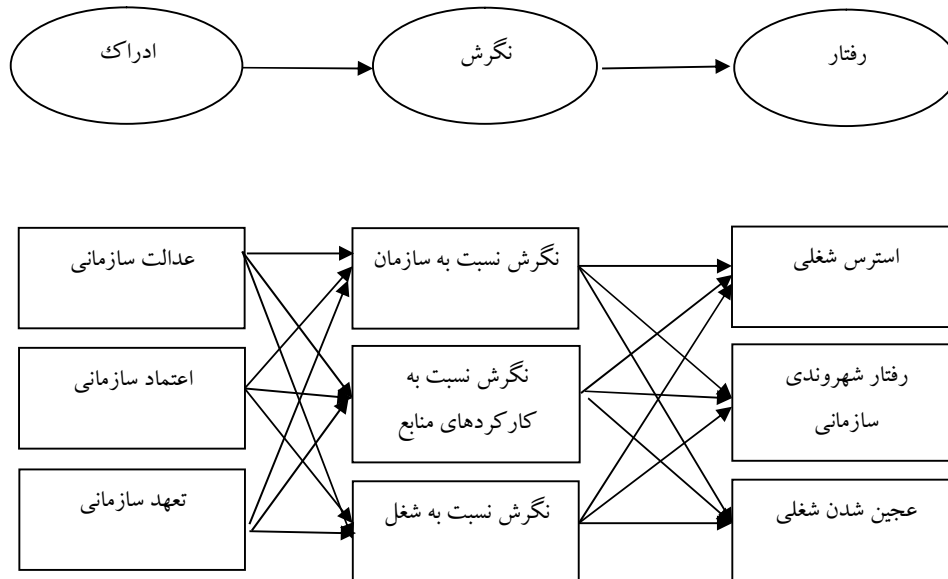 ادراک
نگرش
رفتار
عدالت سازمانی
نگرش نسبت به سازمان
استرس شغلی
اعتماد سازمانی
نگرش نسبت به
کارکردهای منابع
رفتار شهروندی
سازمانی
تعهد سازمانی
نگرش نسبت به شغل
عجین شدن شغلی